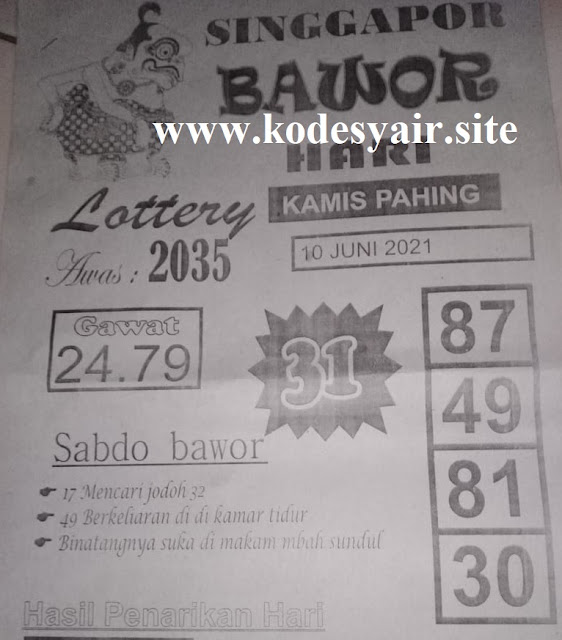 SINGGAPOR
BAWOR
www.kodesyair.site
HARI
Lottery
KAMIS PAHING
Awas : 2035
10 JUNI 2021
Gawat
24.79
31
87
49
81
30
Sabdo bawor
17 Mencari jodoh 32
49 Berkeliaran di di kamar tidur
Binatangnya suka di makam mbah sundul
Hasil Penarikan Hari